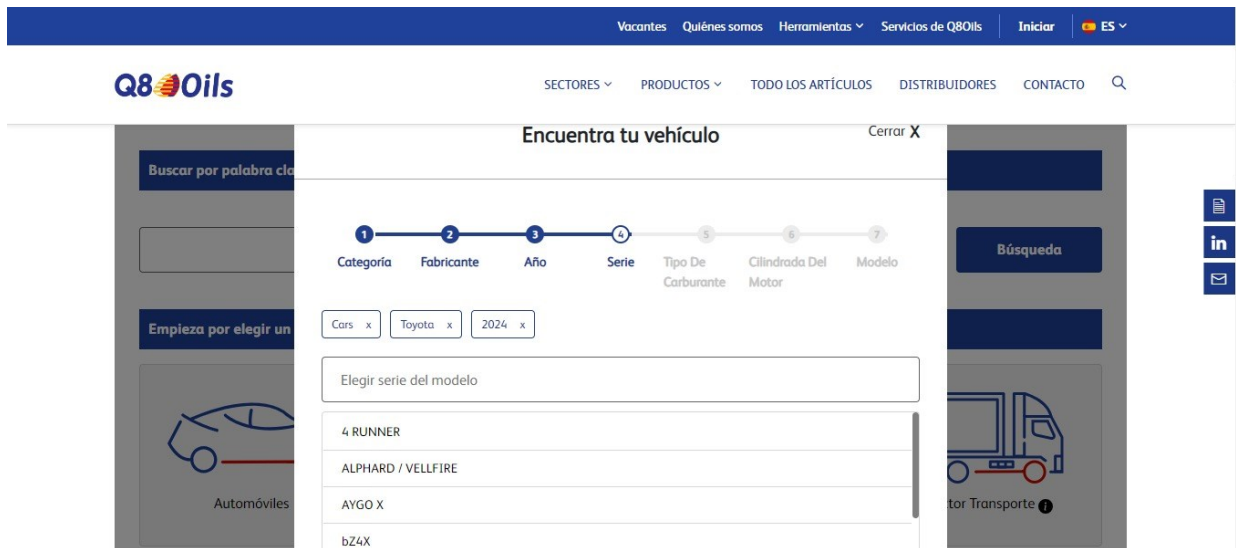 Vacantes Quiénes somos Herramientas Servicios de Q8Oils Iniciar ES
Q8 Oils
SECTORES PRODUCTOS TODO LOS ARTÍCULOS DISTRIBUIDORES CONTACTO
Encuentra tu vehículo
Cerrar X
Buscar por palabra cla
1 2 3 4 5 6 7
Categoría Fabricante Año Serie Tipo De Carburante Cilindrada Del Motor Modelo
Búsqueda
in
Empieza por elegir un
Cars x Toyota x 2024 x
Elegir serie del modelo
4 RUNNER
ALPHARD / VELLFIRE
AYGO X
bZ4X
Automóviles
tor Transporte i